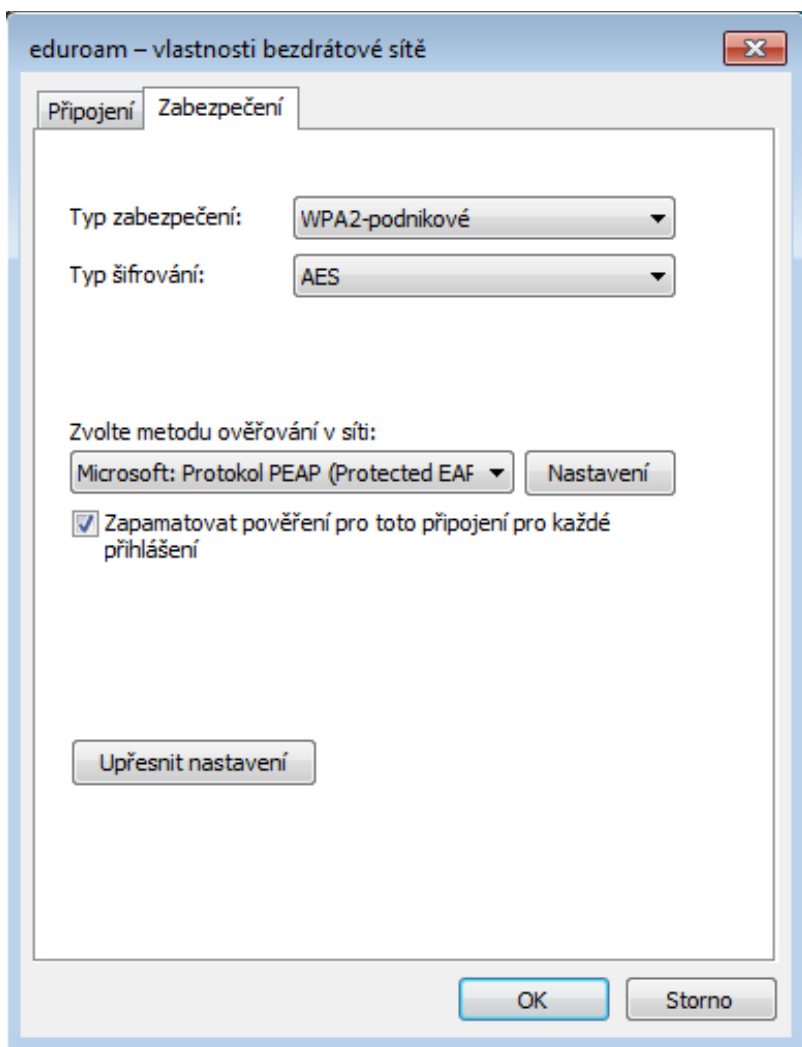 eduroam – vlastnosti bezdrátové sítě
Připojení Zabezpečení
Typ zabezpečení: WPA2-podnikové
Typ šifrování: AES
Zvolte metodu ověřování v síti:
Microsoft: Protokol PEAP (Protected EAP Nastavení
Zapamatovat pověření pro toto připojení pro každé
přihlášení
Upřesnit nastavení
OK Storno